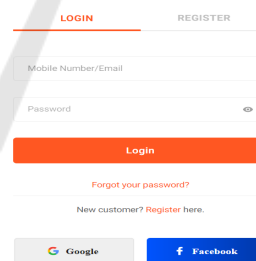 LOGIN REGISTER
Mobile Number/Email
Password
Login
Forgot your password?
New customer? Register here.
Google Facebook